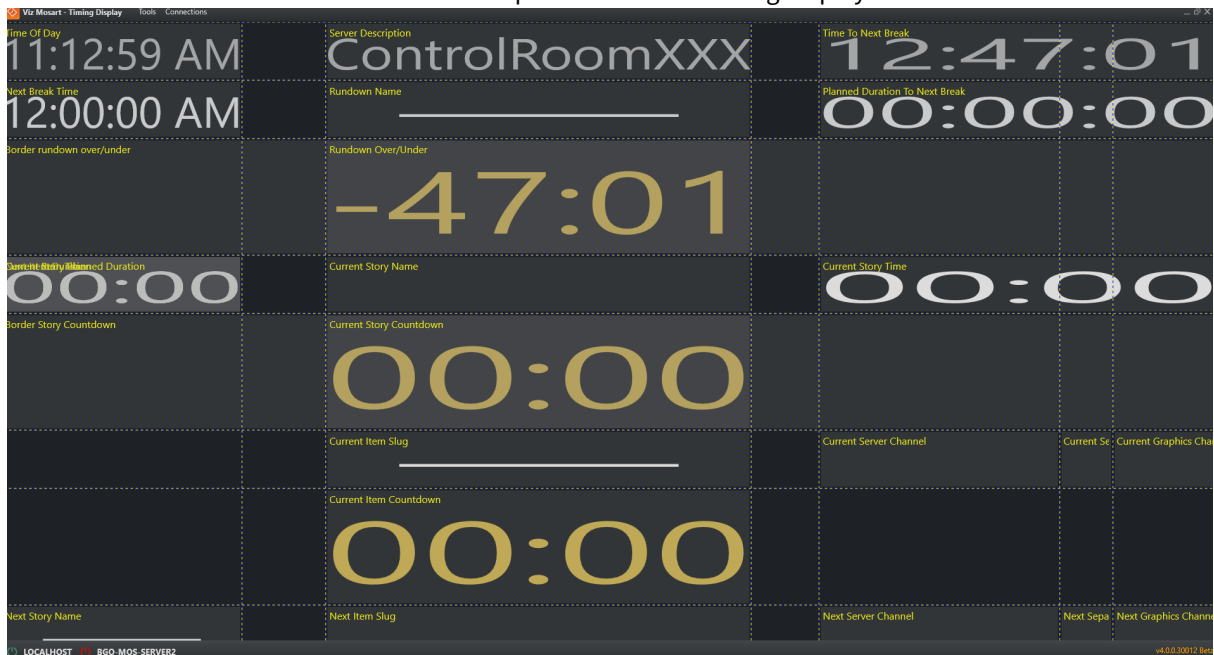 Viz Mosart - Timing Display Tools Connections
Time Of Day
11:12:59 AM
Server Description
ControlRoomXXX
Time To Next Break
12:47:01
Next Break Time
12:00:00 AM
Rundown Name
Planned Duration To Next Break
00:00:00
Border rundown over/under
Rundown Over/Under
-47:01
Planned Duration
00:00
Current Story Name
Current Story Time
00:00
Border Story Countdown
Current Story Countdown
00:00
Current Item Slug
Current Server Channel
Current Se
Current Graphics Cha
Current Item Countdown
00:00
Next Story Name
Next Item Slug
Next Server Channel
Next Sepa
Next Graphics Channe
LOCALHOST
BGO-MOS-SERVER2
v4.0.0.30012 Beta